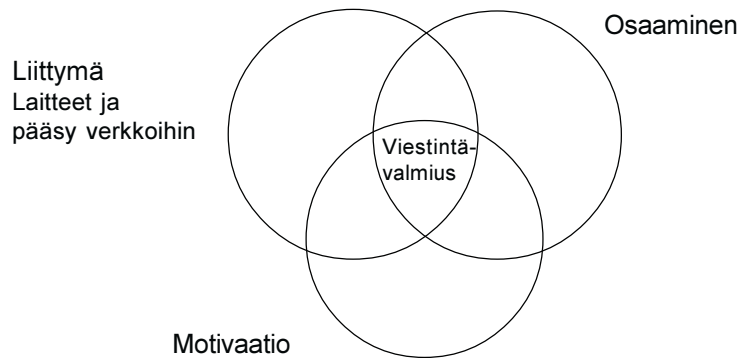 Osaaminen
Liittymä
Laitteet ja
pääsy verkkoihin
Viestintä-
valmius
Motivaatio